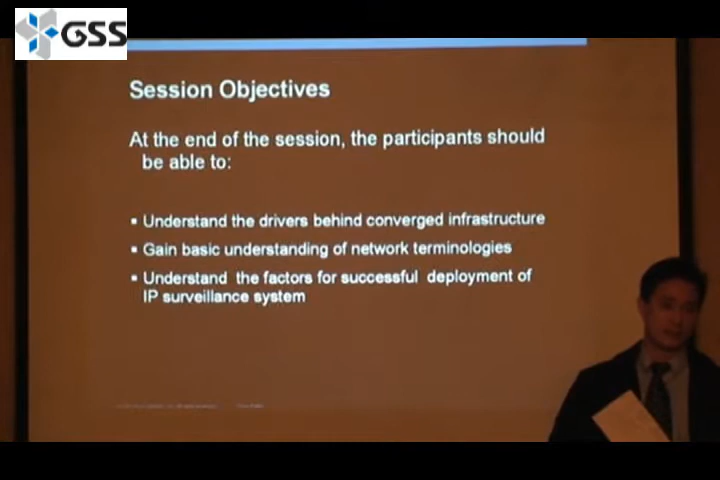 GSS
Session Objectives
At the end of the session, the participants should
be able to:
▪ Understand the drivers behind converged infrastructure
▪ Gain basic understanding of network terminologies
▪ Understand the factors for successful deployment of
IP surveillance system